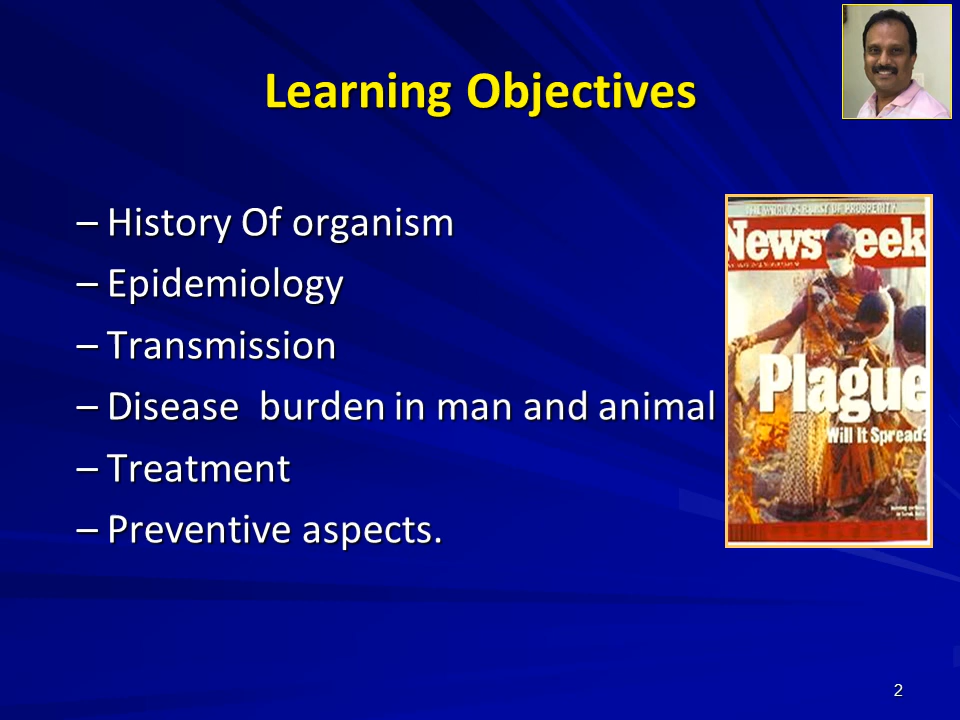 Learning Objectives
– History Of organism
– Epidemiology
– Transmission
– Disease  burden in man and animal
– Treatment
– Preventive aspects.
Newsweek
Plague
Will It Spread?
2